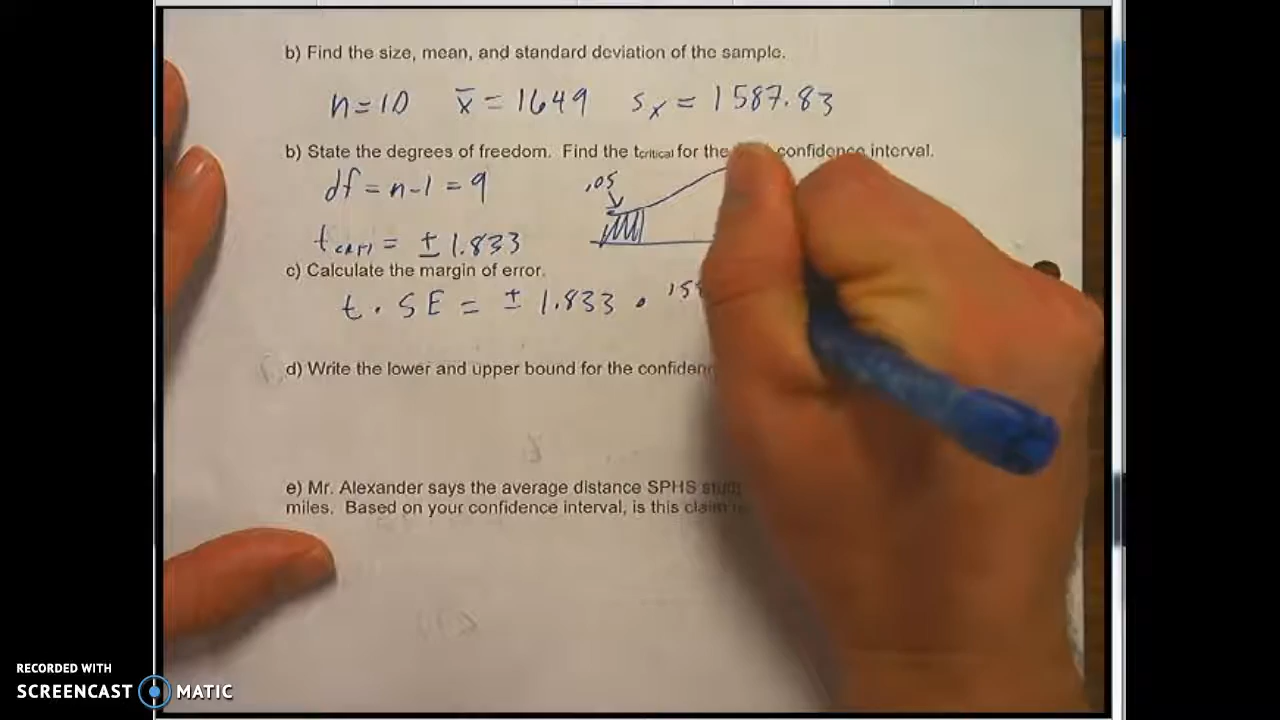 b) Find the size, mean, and standard deviation of the sample.
n=10 x̄ = 1649 sx = 1587.83
b) State the degrees of freedom. Find the tcritical for the confidence interval.
df = n-1 = 9
.05
tcrit = ± 1.833
c) Calculate the margin of error.
t · SE = ± 1.833 ·
d) Write the lower and upper bound for the
e) Mr. Alexander says the average distance SPHS
miles. Based on your confidence interval, is this claim
RECORDED WITH
SCREENCAST MATIC